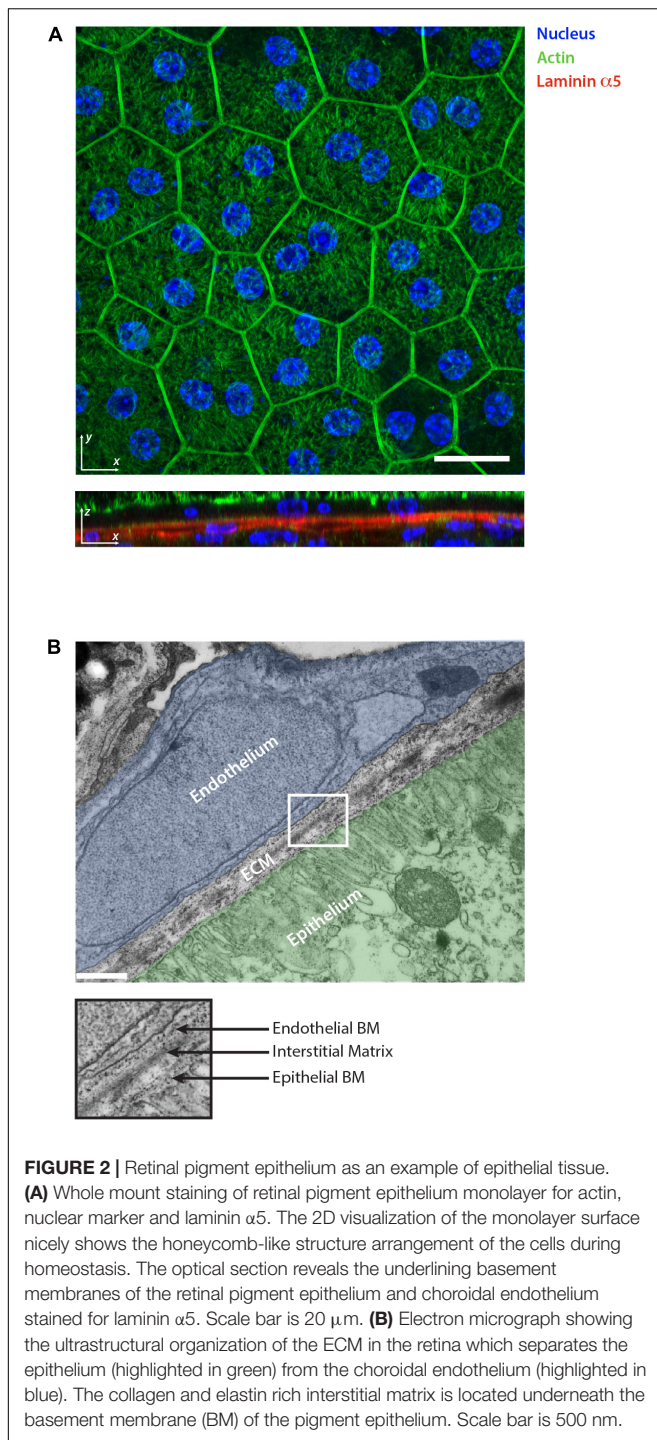 A
Nucleus
Actin
Laminin α5
y
x
z
x
B
Endothelium
ECM
Epithelium
Endothelial BM
Interstitial Matrix
Epithelial BM
FIGURE 2 | Retinal pigment epithelium as an example of epithelial tissue.
(A) Whole mount staining of retinal pigment epithelium monolayer for actin,
nuclear marker and laminin α5. The 2D visualization of the monolayer surface
nicely shows the honeycomb-like structure arrangement of the cells during
homeostasis. The optical section reveals the underlining basement
membranes of the retinal pigment epithelium and choroidal endothelium
stained for laminin α5. Scale bar is 20 μm. (B) Electron micrograph showing
the ultrastructural organization of the ECM in the retina which separates the
epithelium (highlighted in green) from the choroidal endothelium (highlighted in
blue). The collagen and elastin rich interstitial matrix is located underneath the
basement membrane (BM) of the pigment epithelium. Scale bar is 500 nm.